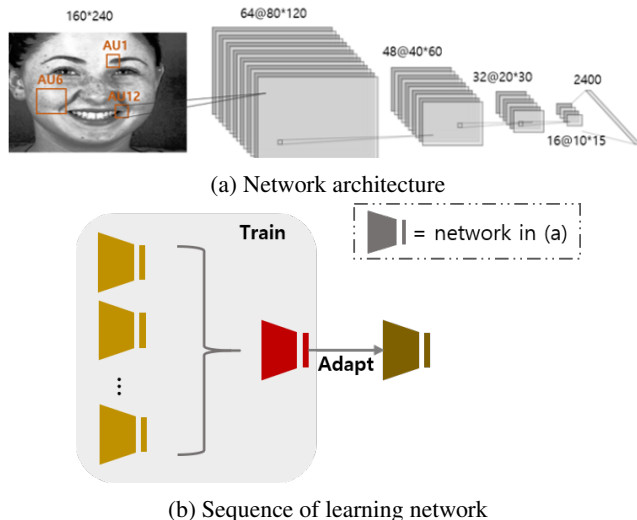 160*240
64@80*120
AU1
AU6
AU12
48@40*60
32@20*30
2400
16@10*15
(a) Network architecture
Train
= network in (a)
Adapt
...
(b) Sequence of learning network